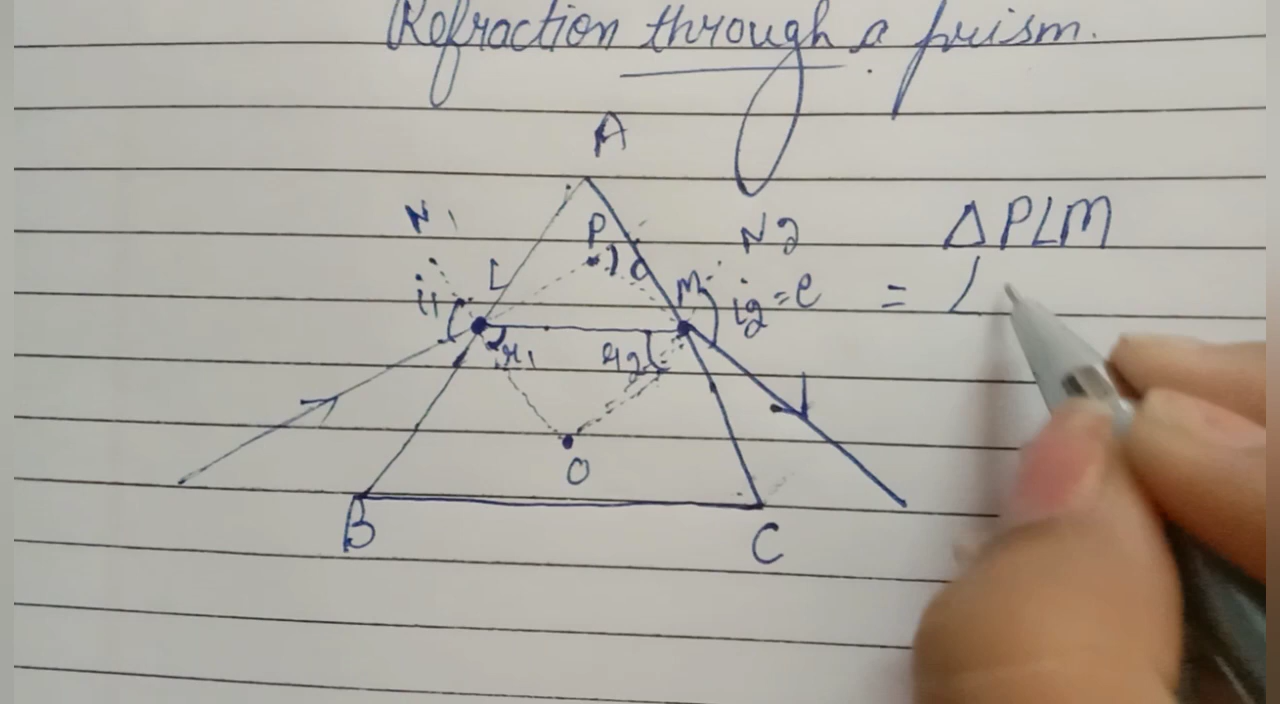 Refraction through a prism.
A
N1
P
N2
ΔPLM
i1
L
δ
M
i2 = e
= ∠
r1
r2
O
B
C